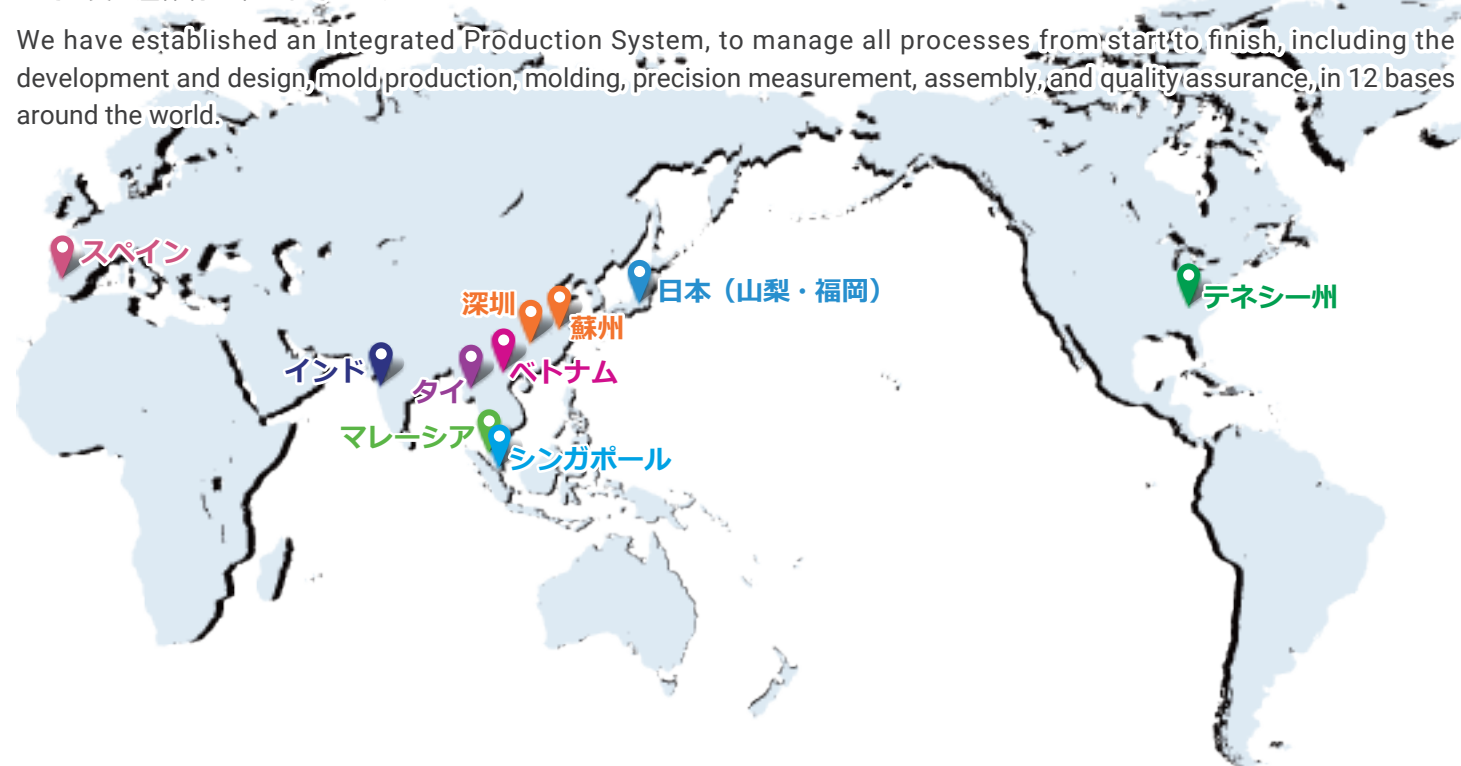 We have established an Integrated Production System, to manage all processes from start to finish, including the
development and design, mold production, molding, precision measurement, assembly, and quality assurance, in 12 bases
around the world.
スペイン
日本（山梨・福岡）
テネシー州
深圳
蘇州
インド
タイ
ベトナム
マレーシア
シンガポール